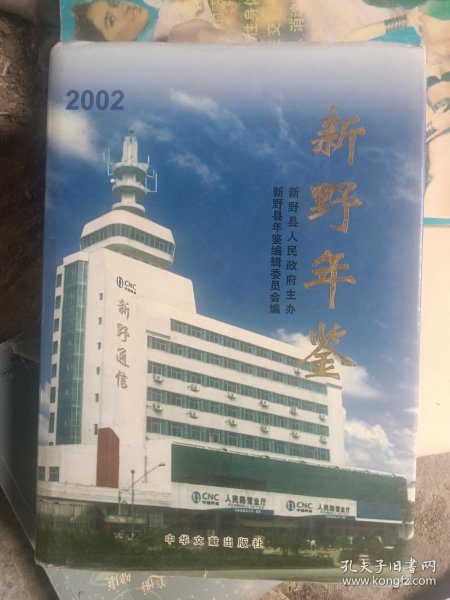 2002
新野年鉴
新野县人民政府主办
新野县年鉴编辑委员会编
CNC
新野通信
CNC 人民路营业厅
CNC 人民路营业厅
中华文献出版社
孔夫子旧书网
www.kongfz.com